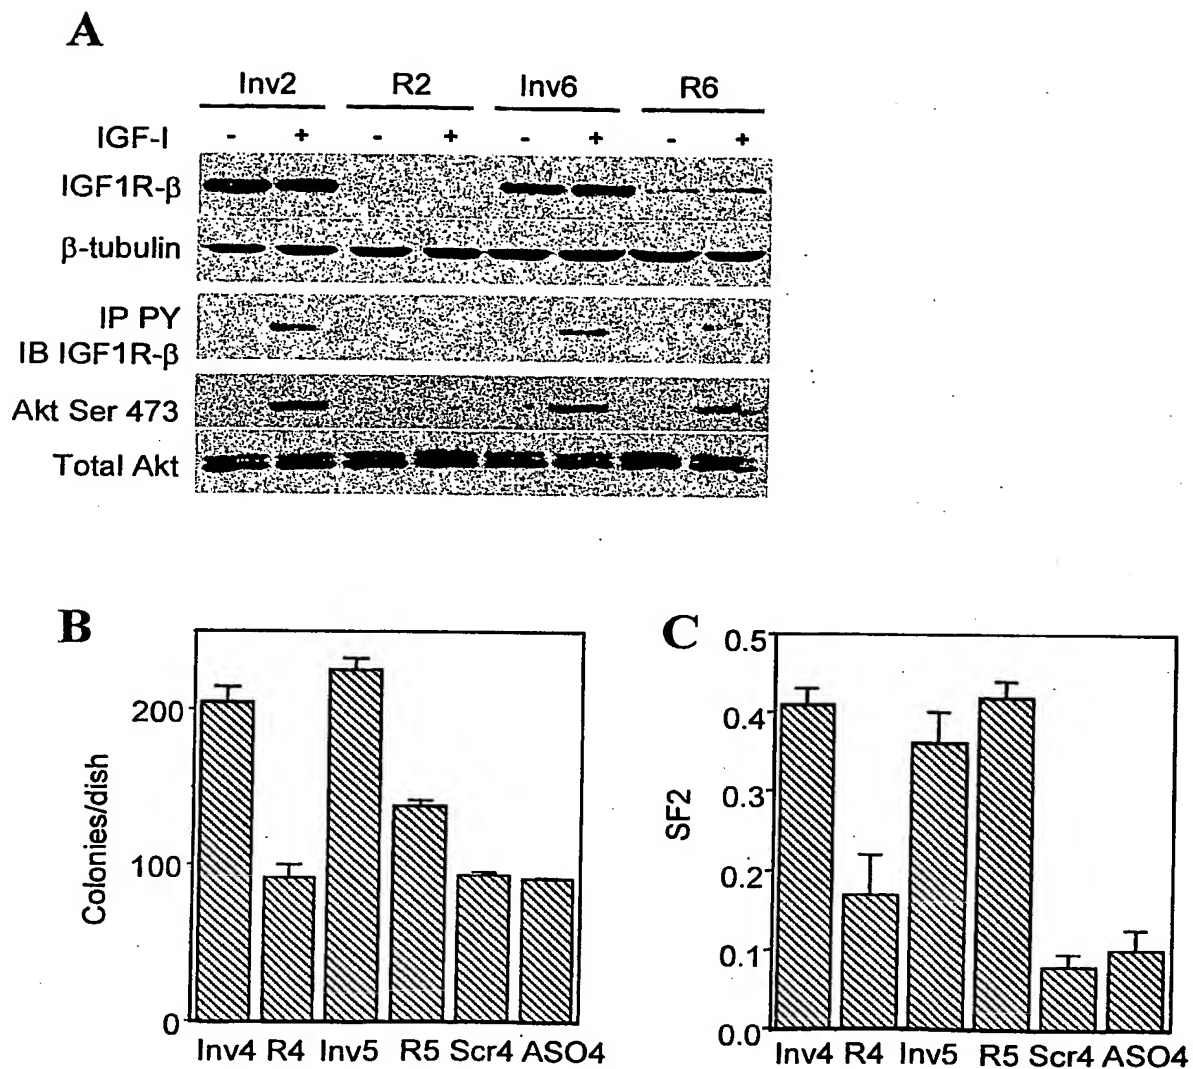 A
Inv2 R2 Inv6 R6
IGF-I - + - + - + - +
IGF1R-β
β-tubulin
IP PY
IB IGF1R-β
Akt Ser 473
Total Akt
B
200
100
0
Colonies/dish
Inv4 R4 Inv5 R5 Scr4 ASO4
C
0.5
0.4
0.3
0.2
0.1
0.0
SF2
Inv4 R4 Inv5 R5 Scr4 ASO4